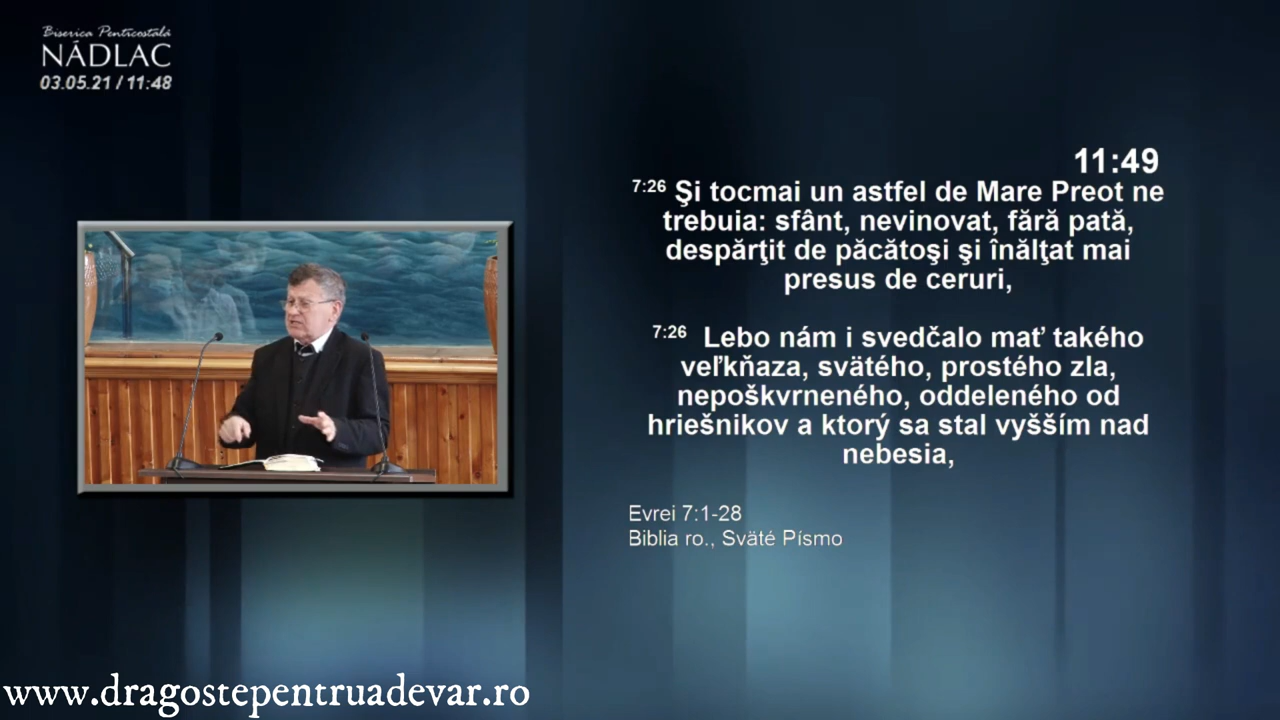 Biserica Penticostală
NĂDLAC
03.05.21 / 11:48
11:49
7:26 Şi tocmai un astfel de Mare Preot ne
trebuia: sfânt, nevinovat, fără pată,
despărţit de păcătoşi şi înălţat mai
presus de ceruri,
7:26 Lebo nám i svedčalo mať takého
veľkňaza, svätého, prostého zla,
nepoškvrneného, oddeleného od
hriešnikov a ktorý sa stal vyšším nad
nebesia,
Evrei 7:1-28
Biblia ro., Sväté Písmo
www.dragostepentruadevar.ro